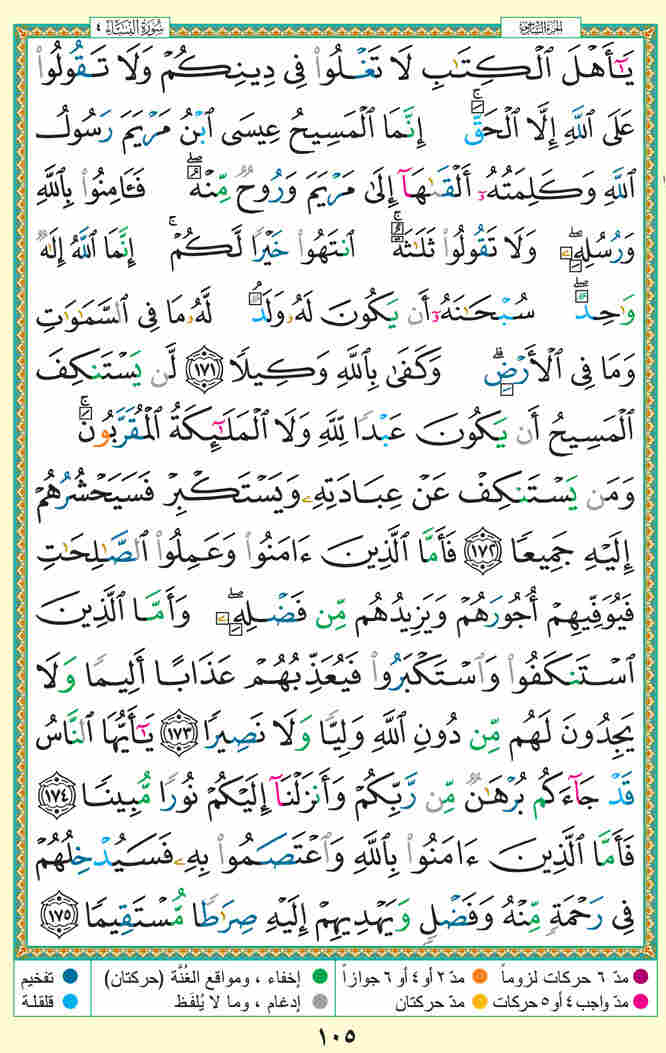 الجزء السادس
سورة النساء ٤
يَـٰٓأَهْلَ ٱلْكِتَـٰبِ لَا تَغْلُوا۟ فِى دِينِكُمْ وَلَا تَقُولُوا۟
عَلَى ٱللَّهِ إِلَّا ٱلْحَقَّ ۚ إِنَّمَا ٱلْمَسِيحُ عِيسَى ٱبْنُ مَرْيَمَ رَسُولُ
ٱللَّهِ وَكَلِمَتُهُۥٓ أَلْقَىٰهَآ إِلَىٰ مَرْيَمَ وَرُوحٌ مِّنْهُ ۖ فَـَٔامِنُوا۟ بِٱللَّهِ
وَرُسُلِهِۦ ۖ وَلَا تَقُولُوا۟ ثَلَـٰثَةٌ ۚ ٱنتَهُوا۟ خَيْرًا لَّكُمْ ۚ إِنَّمَا ٱللَّهُ إِلَـٰهٌ
وَٰحِدٌ ۖ سُبْحَـٰنَهُۥٓ أَن يَكُونَ لَهُۥ وَلَدٌ ۘ لَّهُۥ مَا فِى ٱلسَّمَـٰوَٰتِ
وَمَا فِى ٱلْأَرْضِ ۗ وَكَفَىٰ بِٱللَّهِ وَكِيلًا ١٧١ لَّن يَسْتَنكِفَ
ٱلْمَسِيحُ أَن يَكُونَ عَبْدًا لِّلَّهِ وَلَا ٱلْمَلَـٰٓئِكَةُ ٱلْمُقَرَّبُونَ ۚ
وَمَن يَسْتَنكِفْ عَنْ عِبَادَتِهِۦ وَيَسْتَكْبِرْ فَسَيَحْشُرُهُمْ
إِلَيْهِ جَمِيعًا ١٧٢ فَأَمَّا ٱلَّذِينَ ءَامَنُوا۟ وَعَمِلُوا۟ ٱلصَّـٰلِحَـٰتِ
فَيُوَفِّيهِمْ أُجُورَهُمْ وَيَزِيدُهُم مِّن فَضْلِهِۦ ۖ وَأَمَّا ٱلَّذِينَ
ٱسْتَنكَفُوا۟ وَٱسْتَكْبَرُوا۟ فَيُعَذِّبُهُمْ عَذَابًا أَلِيمًا وَلَا
يَجِدُونَ لَهُم مِّن دُونِ ٱللَّهِ وَلِيًّا وَلَا نَصِيرًا ١٧٣ يَـٰٓأَيُّهَا ٱلنَّاسُ
قَدْ جَآءَكُم بُرْهَـٰنٌ مِّن رَّبِّكُمْ وَأَنزَلْنَآ إِلَيْكُمْ نُورًا مُّبِينًا ١٧٤
فَأَمَّا ٱلَّذِينَ ءَامَنُوا۟ بِٱللَّهِ وَٱعْتَصَمُوا۟ بِهِۦ فَسَيُدْخِلُهُمْ
فِى رَحْمَةٍ مِّنْهُ وَفَضْلٍ وَيَهْدِيهِمْ إِلَيْهِ صِرَٰطًا مُّسْتَقِيمًا ١٧٥
مدّ ٦ حركات لزوماً مدّ ٢ أو ٤ أو ٦ جوازاً إخفاء ، ومواقع الغُنَّة (حركتان) تفخيم
مدّ واجب ٤ أو ٥ حركات مدّ حركتان إدغام ، وما لا يُلفَظ قلقلة
١٠٥